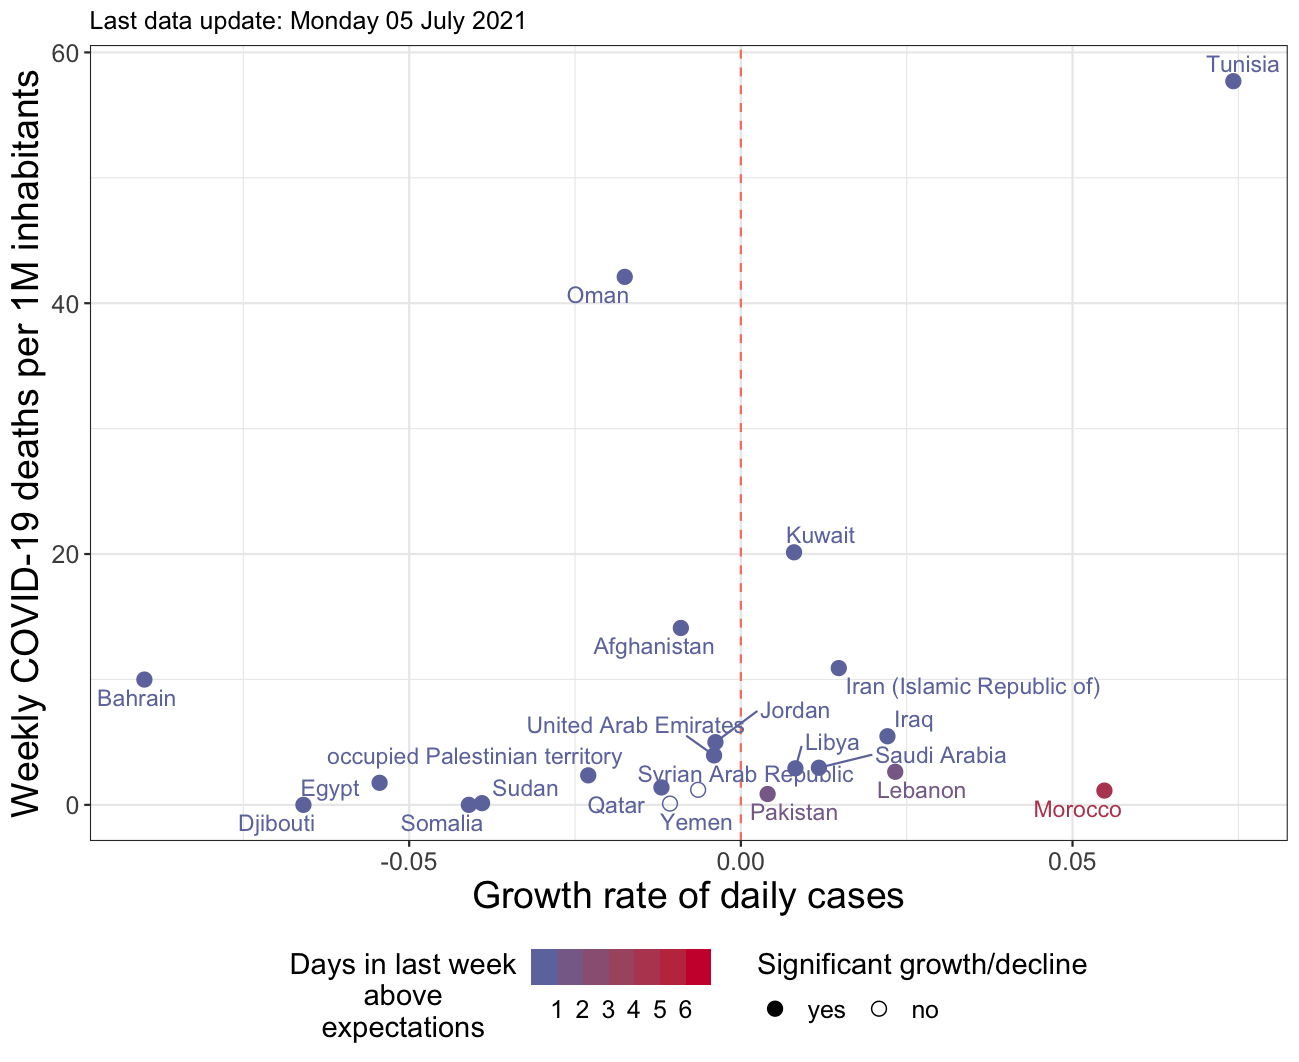 Last data update: Monday 05 July 2021
Weekly COVID-19 deaths per 1M inhabitants
60
40
20
0
Tunisia
Oman
Kuwait
Afghanistan
Iran (Islamic Republic of)
Bahrain
Jordan
Iraq
United Arab Emirates
Libya
Saudi Arabia
occupied Palestinian territory
Syrian Arab Republic
Egypt
Sudan
Lebanon
Qatar
Pakistan
Morocco
Djibouti
Somalia
Yemen
-0.05
0.00
0.05
Growth rate of daily cases
Days in last week
above
expectations
1 2 3 4 5 6
Significant growth/decline
yes
no